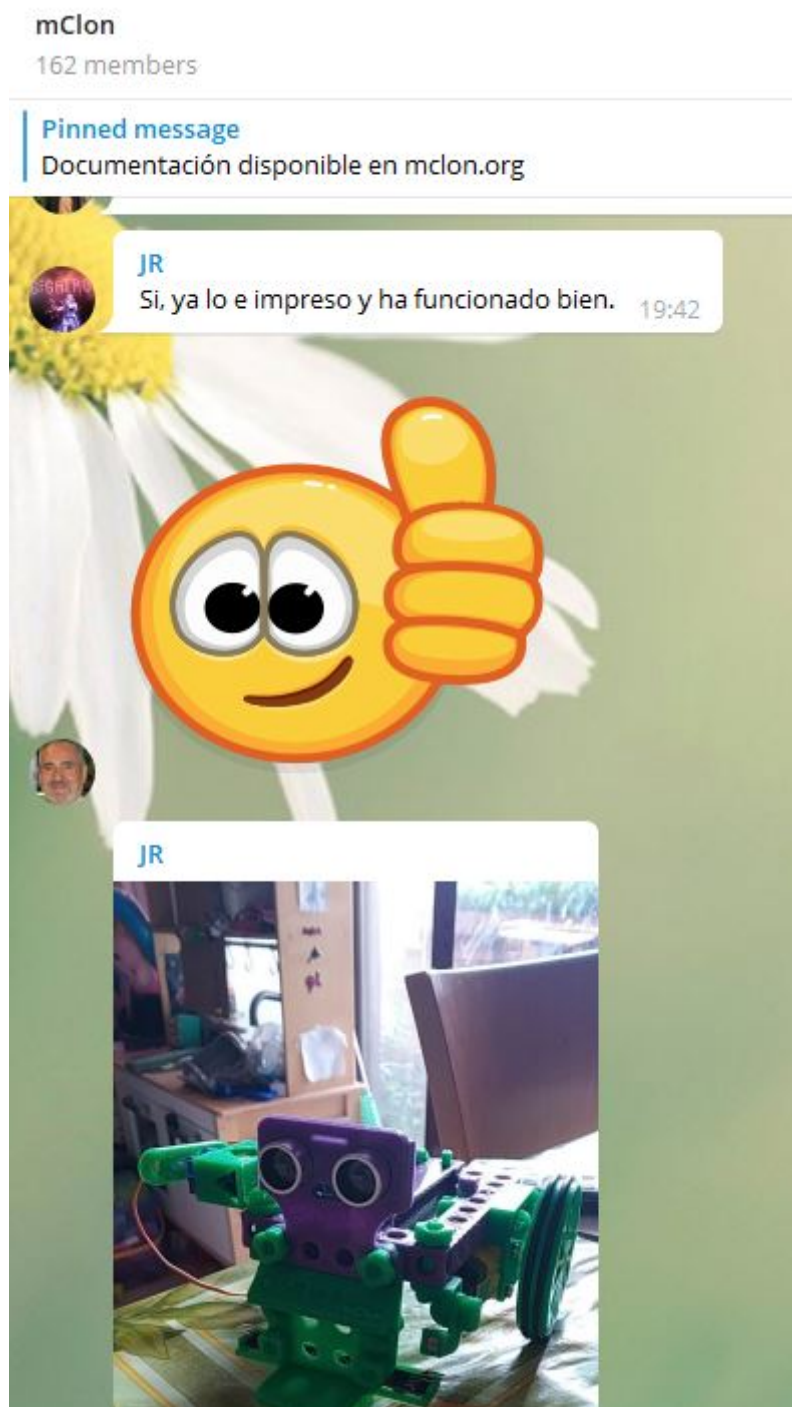 mClon
162 members
Pinned message
Documentación disponible en mclon.org
JR
Si, ya lo e impreso y ha funcionado bien.
19:42
JR